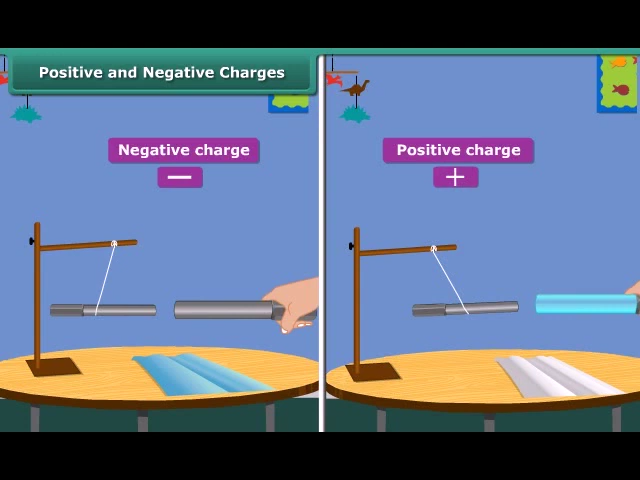 Positive and Negative Charges
Negative charge
−
Positive charge
+